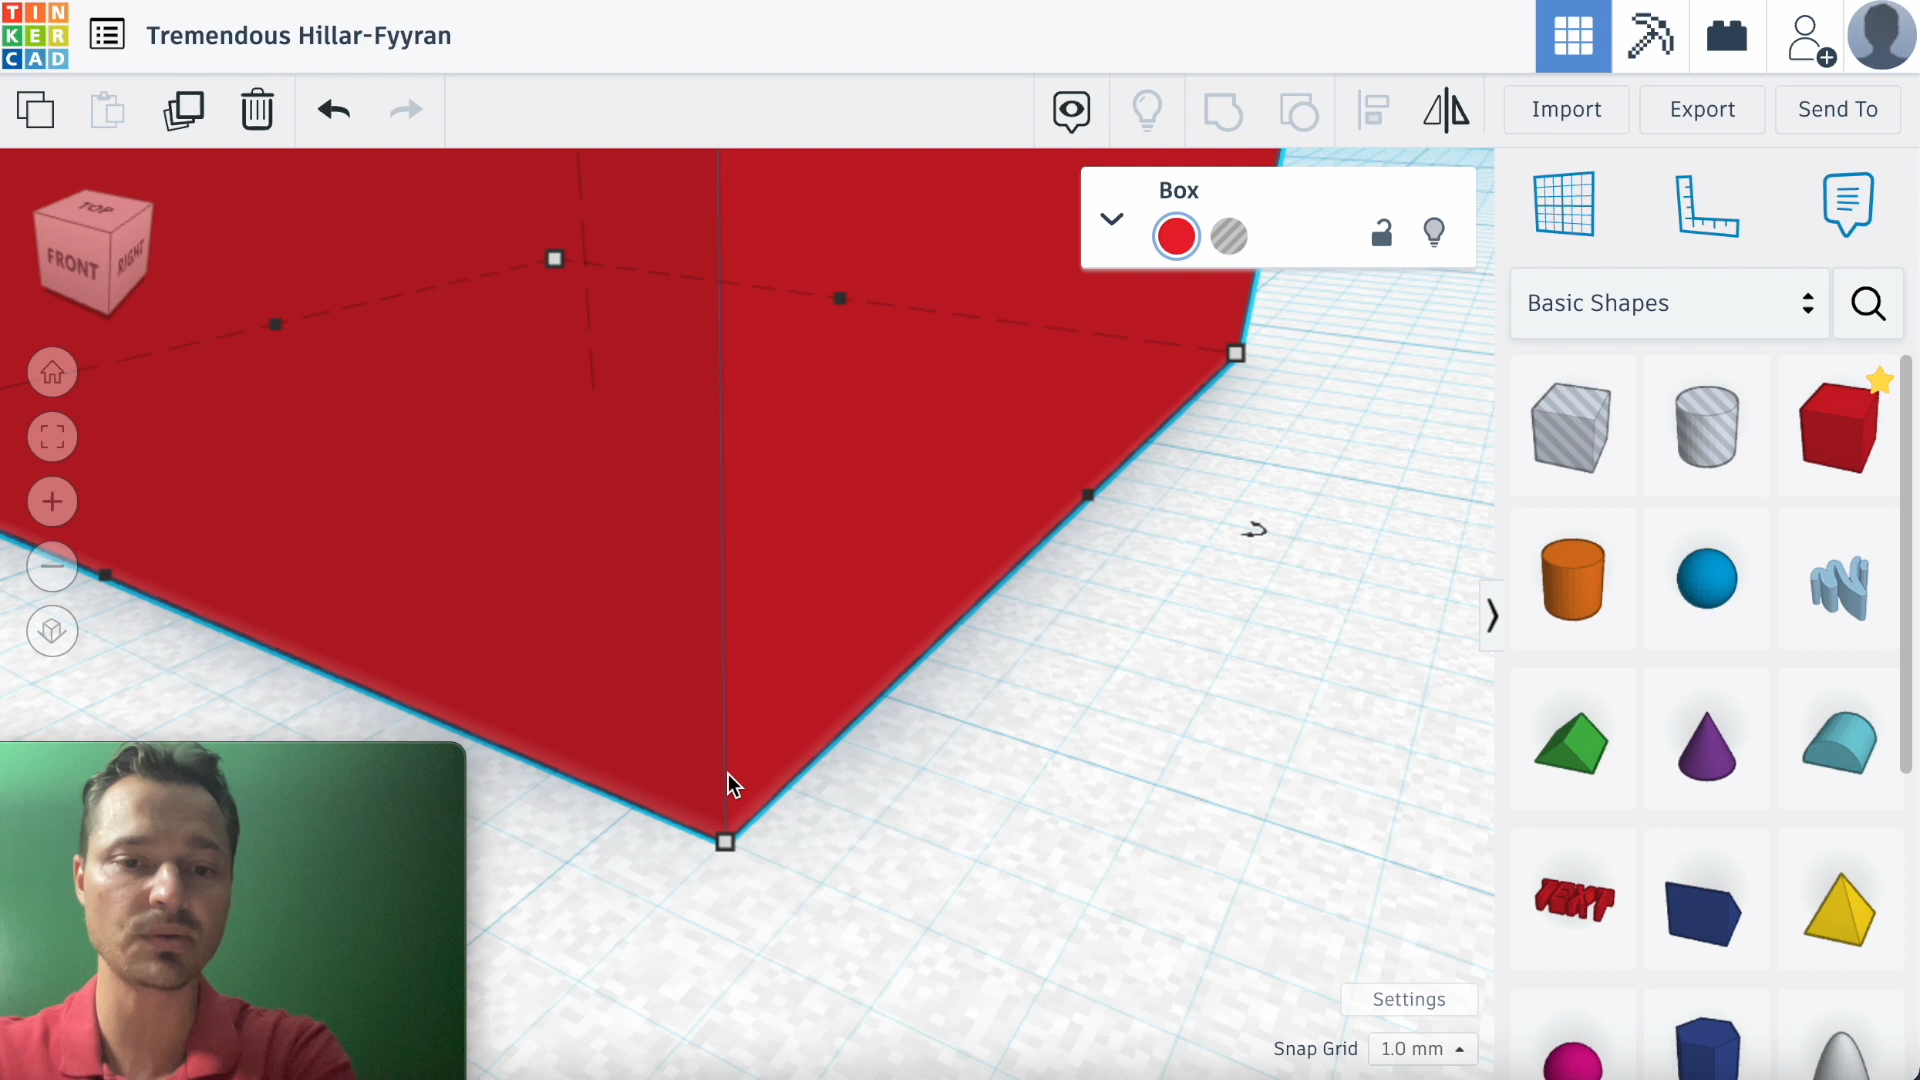 TIN
KER
CAD
Tremendous Hillar-Fyyran
Import
Export
Send To
TOP
FRONT
RIGHT
Box
Basic Shapes
TEXT
Settings
Snap Grid
1.0 mm